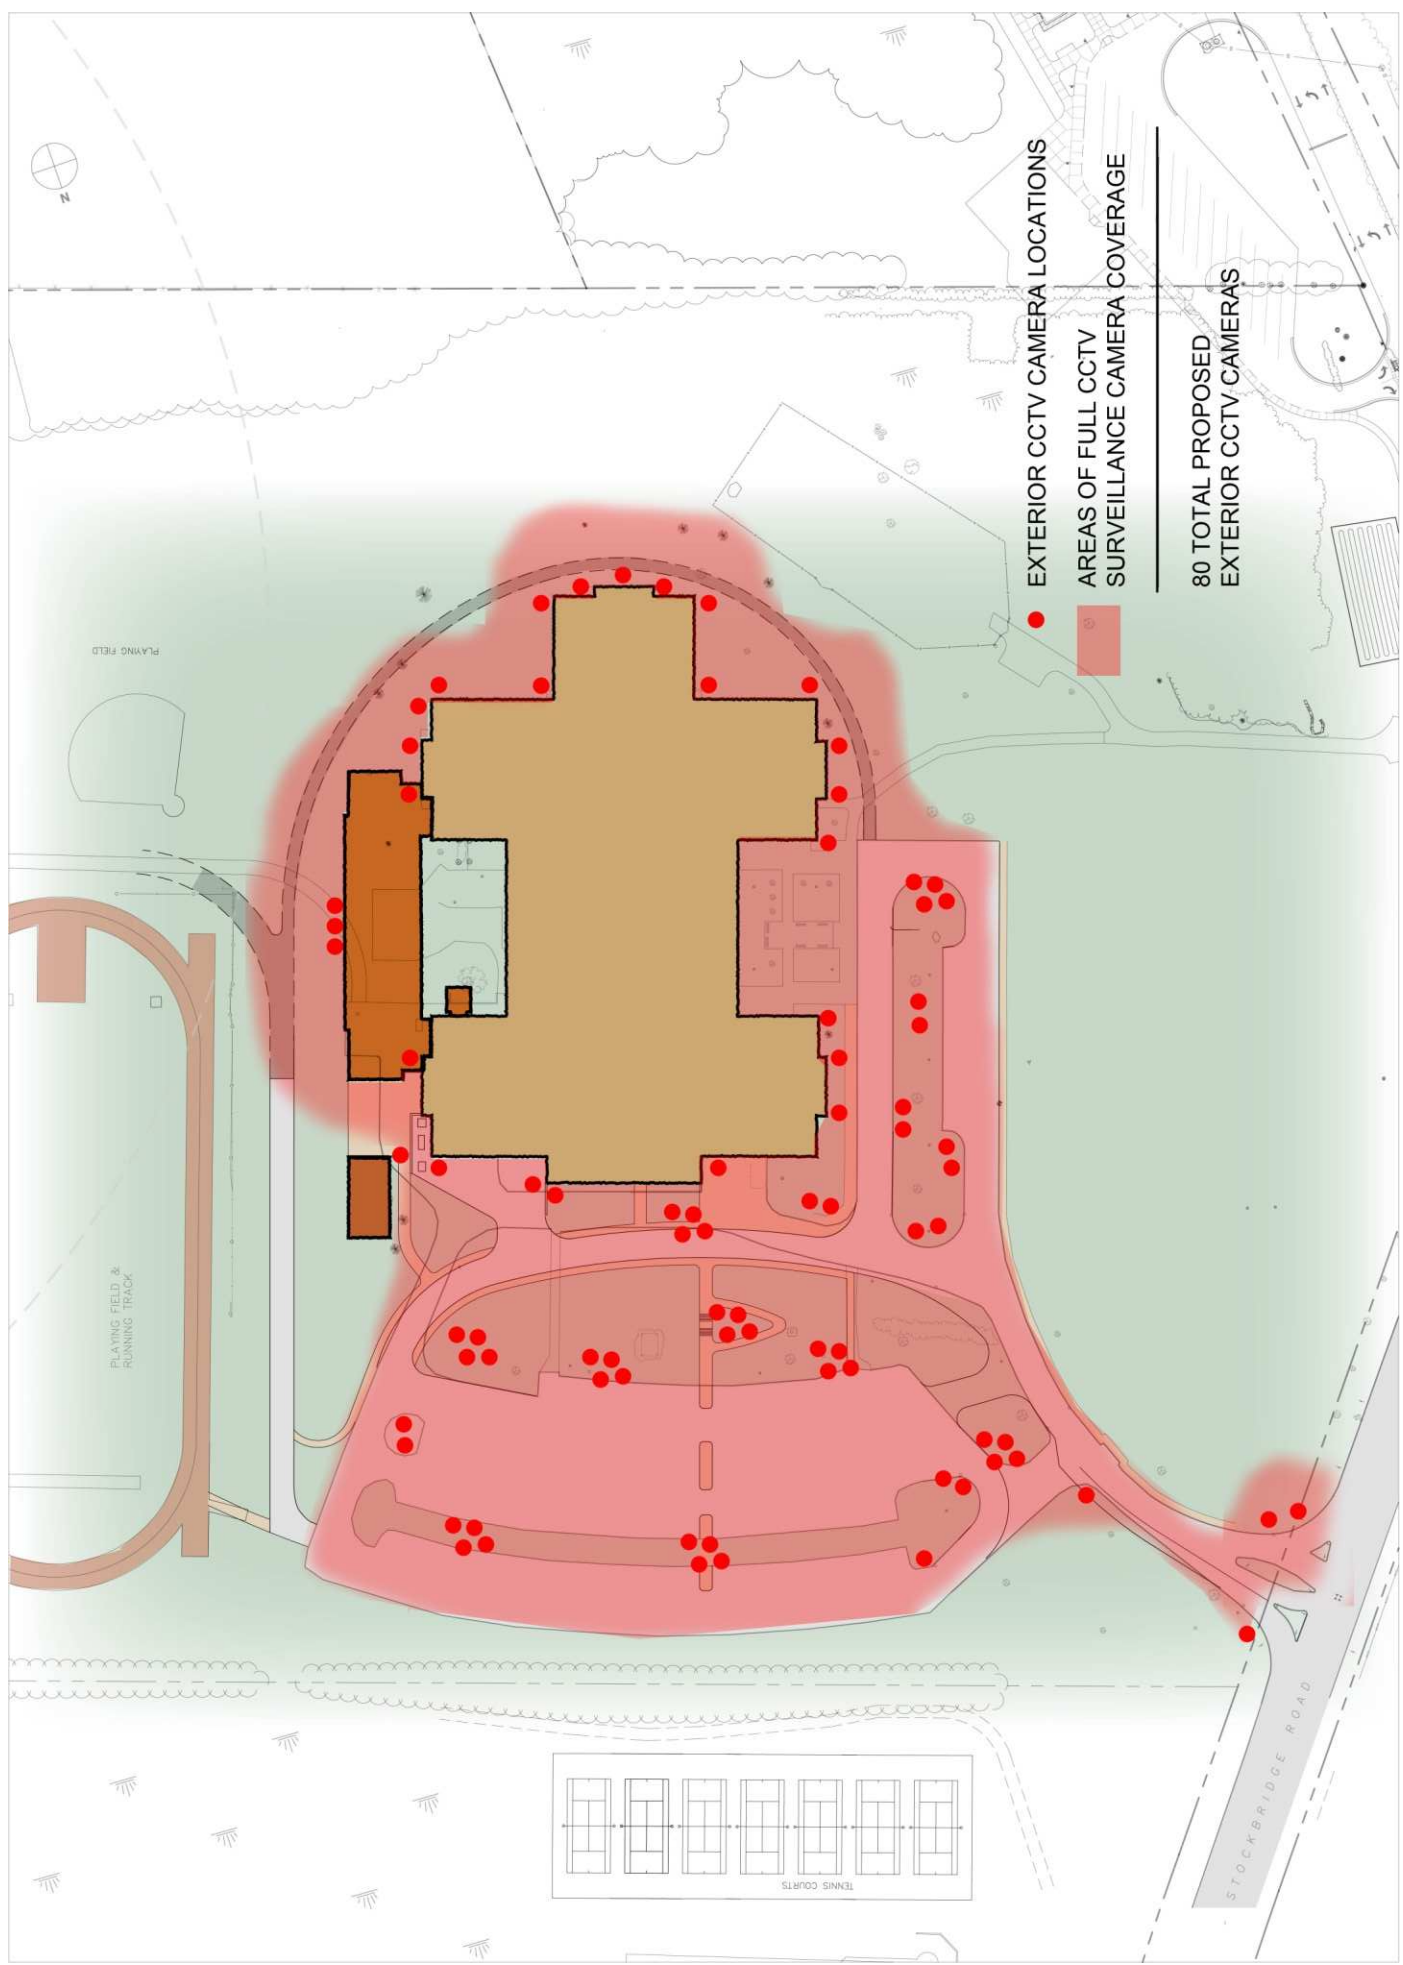 N
PLAYING FIELD
EXTERIOR CCTV CAMERA LOCATIONS
AREAS OF FULL CCTV
SURVEILLANCE CAMERA COVERAGE
80 TOTAL PROPOSED
EXTERIOR CCTV CAMERAS
PLAYING FIELD &
RUNNING TRACK
STOCKBRIDGE ROAD
TENNIS COURTS